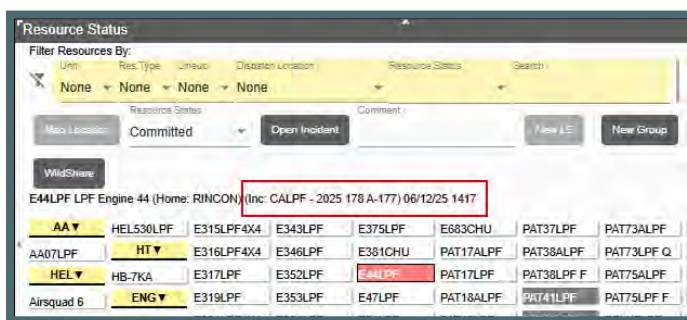 Resource Status
Filter Resources By:
Unit Res. Type Lineup Dispatch Location Resource Status Search
None None None None
Resource Status Comment
Map Location Committed Open Incident New LE New Group
WildShare
E44LPF LPF Engine 44 (Home: RINCON) (Inc: CALPF - 2025 178 A-177) 06/12/25 1417
AA HEL530LPF E315LPF4X4 E343LPF E375LPF E683CHU PAT37LPF PAT73ALPF
AA07LPF HT E316LPF4X4 E346LPF E381CHU PAT17ALPF PAT38ALPF PAT73LPF Q
HEL HB-7KA E317LPF E352LPF E44LPF PAT17LPF PAT38LPF F PAT75ALPF
Airsquad 6 ENG E319LPF E353LPF E47LPF PAT18ALPF PAT41LPF PAT75LPF F